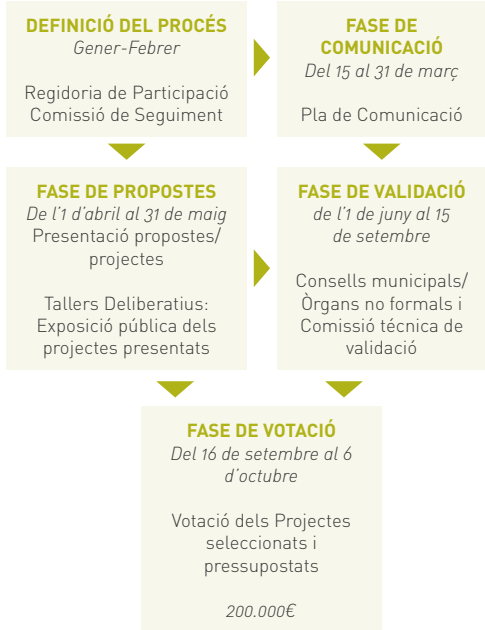 DEFINICIÓ DEL PROCÉS
Gener-Febrer
Regidoria de Participació
Comissió de Seguiment
FASE DE
COMUNICACIÓ
Del 15 al 31 de març
Pla de Comunicació
FASE DE PROPOSTES
De l’1 d’abril al 31 de maig
Presentació propostes/
projectes
Tallers Deliberatius:
Exposició pública dels
projectes presentats
FASE DE VALIDACIÓ
de l’1 de juny al 15
de setembre
Consells municipals/
Òrgans no formals i
Comissió técnica de
validació
FASE DE VOTACIÓ
Del 16 de setembre al 6
d’octubre
Votació dels Projectes
seleccionats i
pressupostats
200.000€